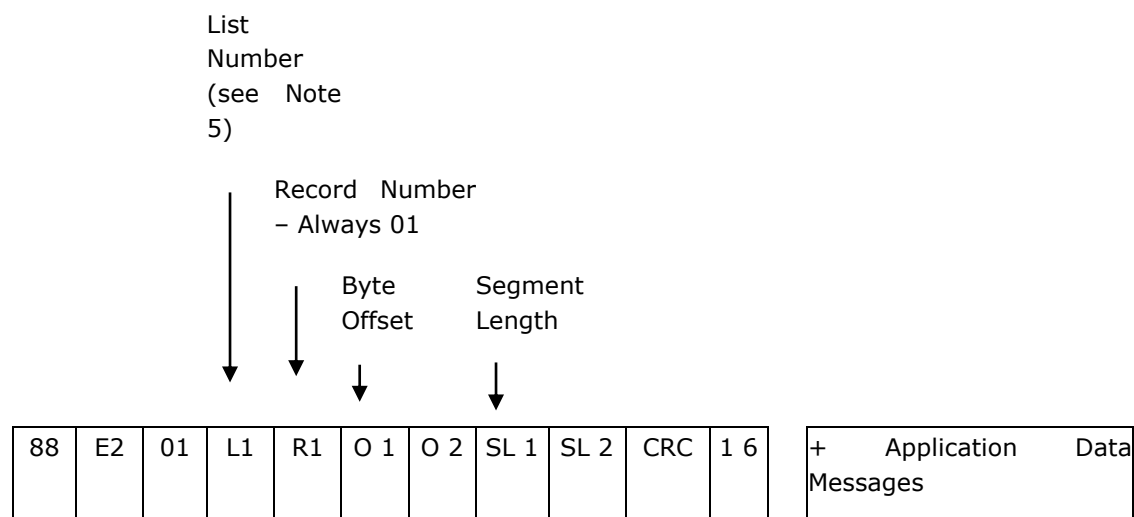 List
Number
(see Note
5)
Record Number
– Always 01
Byte
Offset
Segment
Length
88 E2 01 L1 R1 O 1 O 2 SL 1 SL 2 CRC 1 6
+ Application Data
Messages